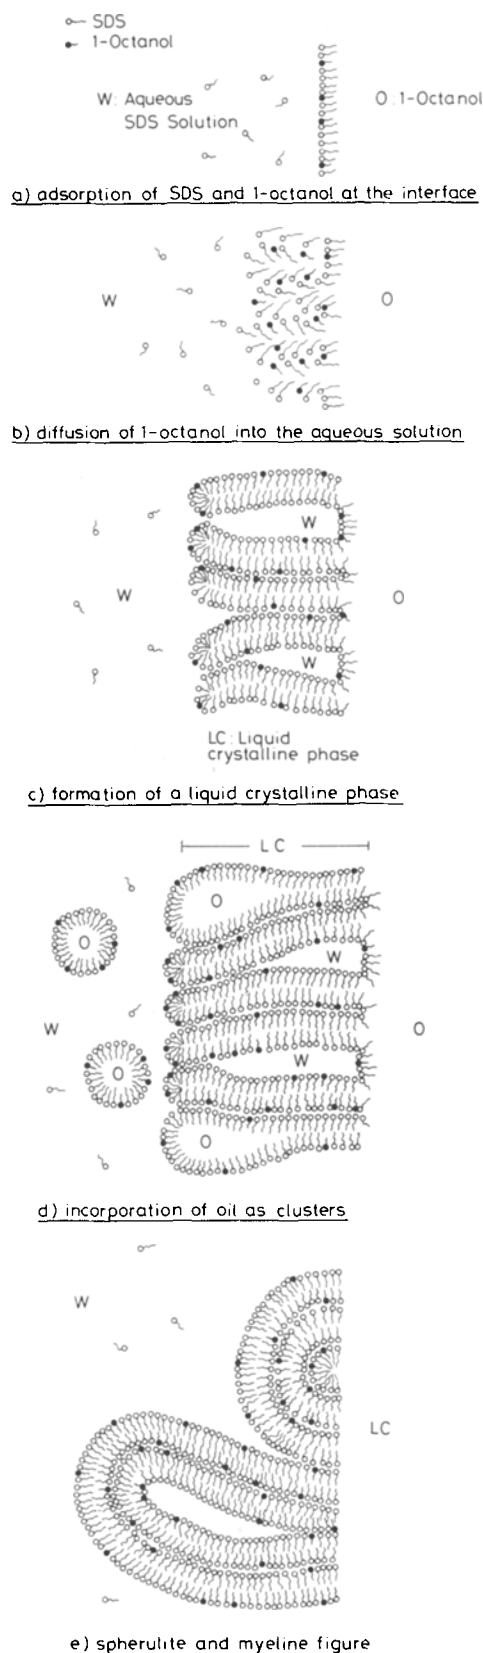 SDS
1-Octanol
W: Aqueous
SDS Solution
O: 1-Octanol
a) adsorption of SDS and 1-octanol at the interface
W
O
b) diffusion of 1-octanol into the aqueous solution
W
W
O
W
LC: Liquid
crystalline phase
c) formation of a liquid crystalline phase
LC
O
O
W
W
O
O
W
O
d) incorporation of oil as clusters
W
LC
e) spherulite and myeline figure